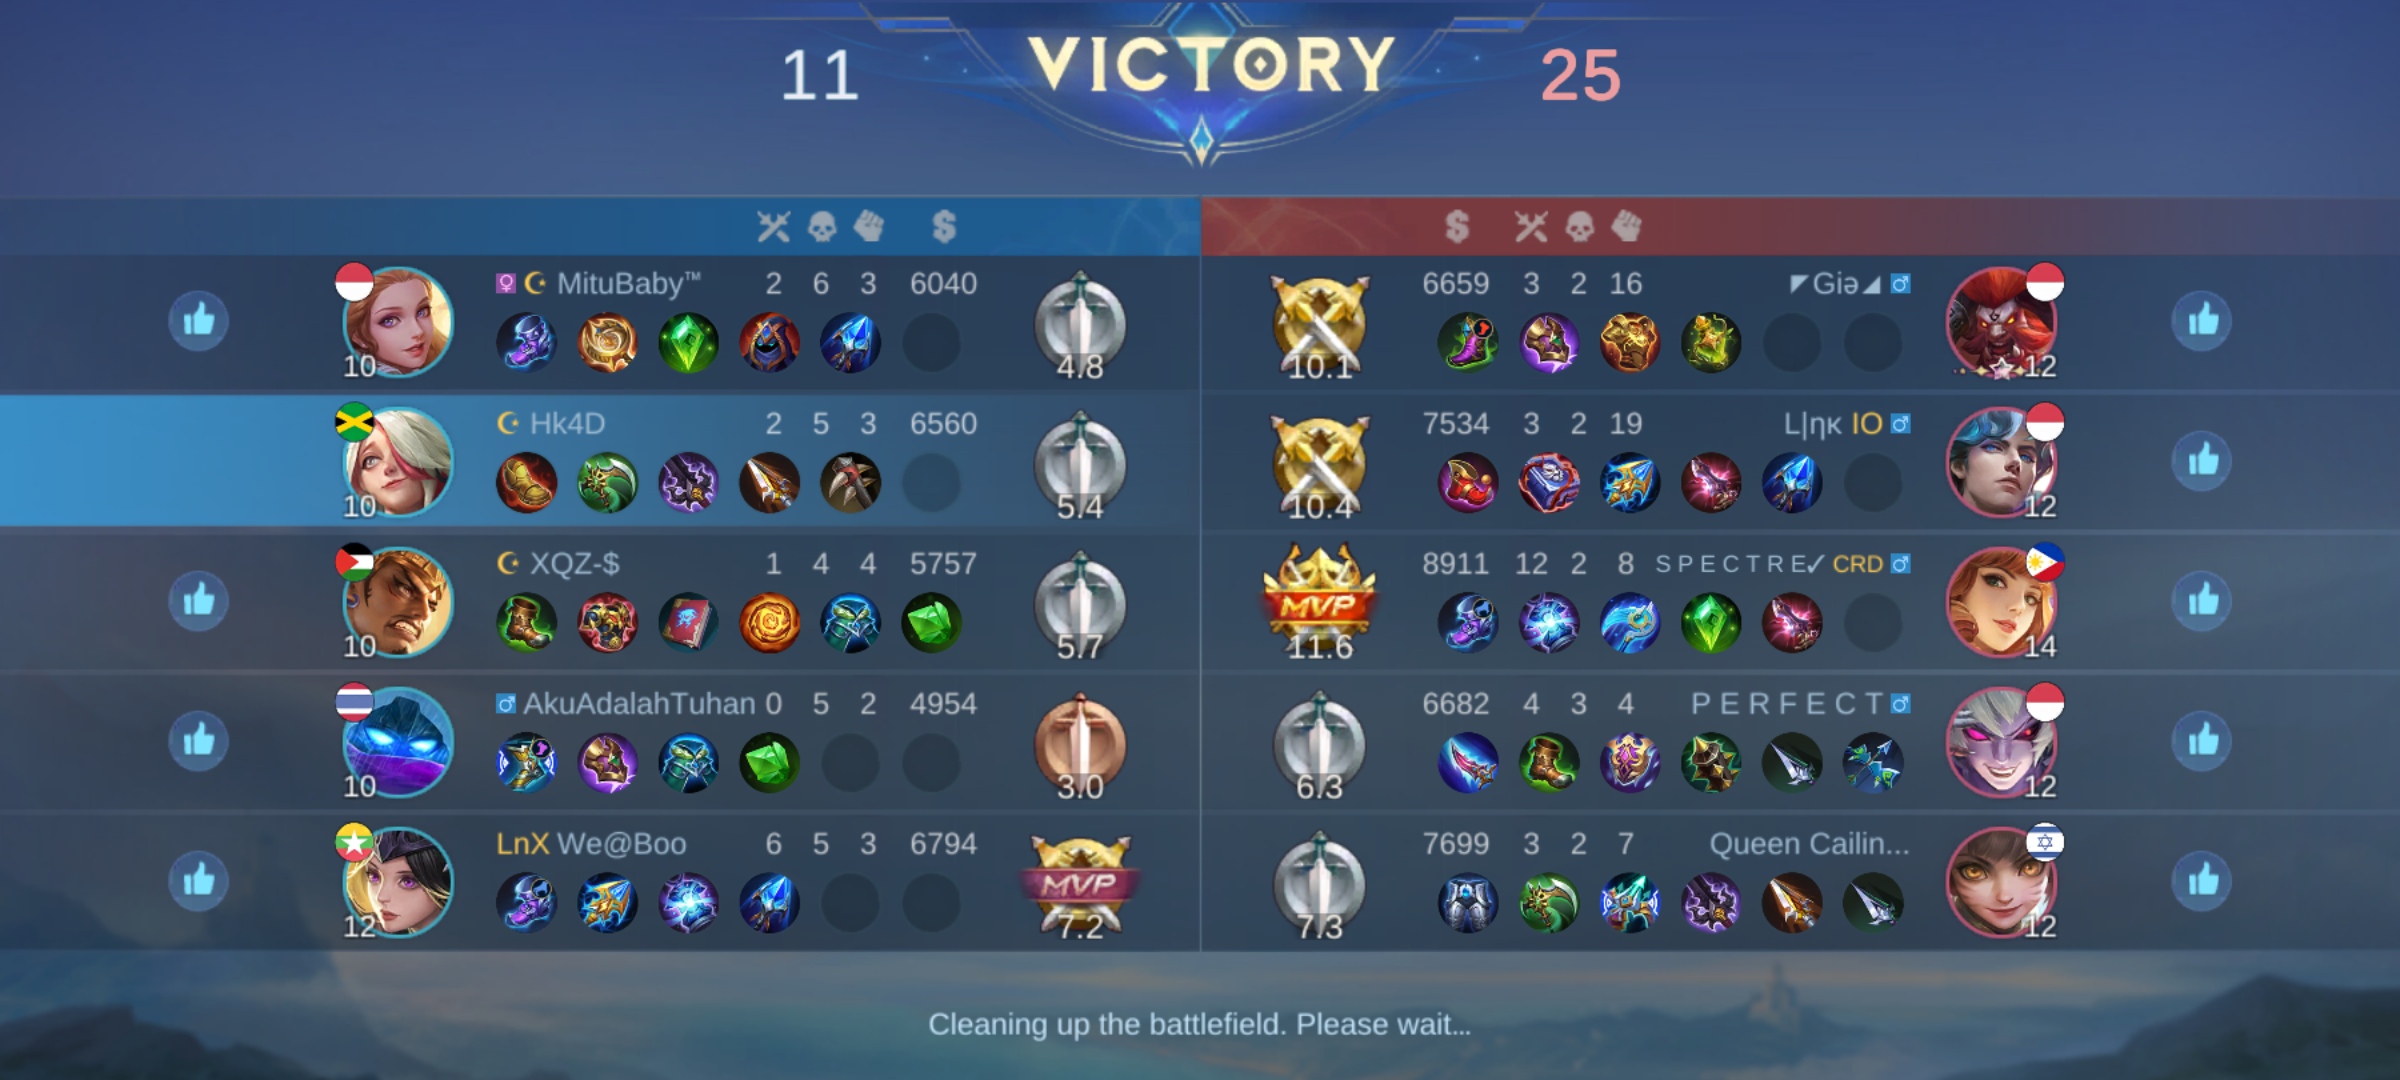 11 VICTORY 25
MituBaby™ 2 6 3 6040
10 4.8
10.1 6659 3 2 16 ◤Giə◢
12
Hk4D 2 5 3 6560
10 5.4
10.4 7534 3 2 19 L|ηκ IO
12
XQZ-$ 1 4 4 5757
10 5.7
MVP 11.6 8911 12 2 8 S P E C T R E✓ CRD
14
AkuAdalahTuhan 0 5 2 4954
10 3.0
6.3 6682 4 3 4 P E R F E C T
12
LnX We@Boo 6 5 3 6794
12 MVP 7.2
7.3 7699 3 2 7 Queen Cailin...
12
Cleaning up the battlefield. Please wait...